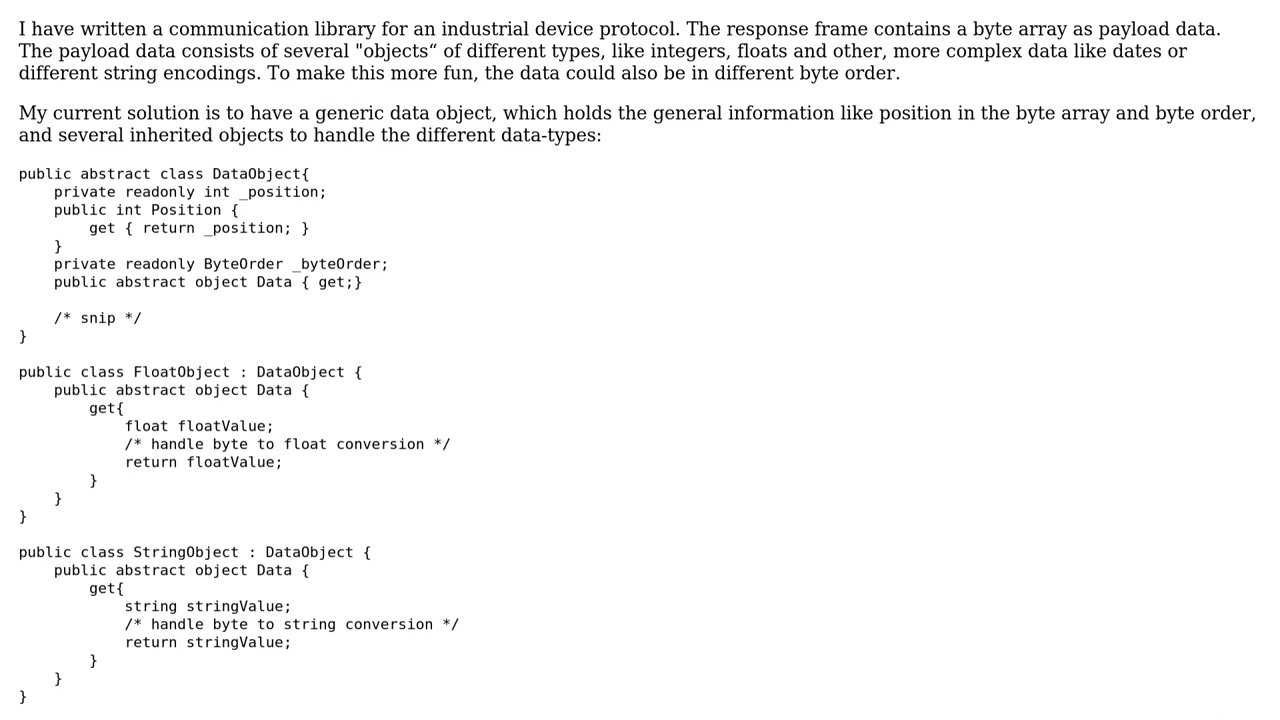 I have written a communication library for an industrial device protocol. The response frame contains a byte array as payload data.
The payload data consists of several "objects“ of different types, like integers, floats and other, more complex data like dates or
different string encodings. To make this more fun, the data could also be in different byte order.
My current solution is to have a generic data object, which holds the general information like position in the byte array and byte order,
and several inherited objects to handle the different data-types:
public abstract class DataObject{
    private readonly int _position;
    public int Position {
        get { return _position; }
    }
    private readonly ByteOrder _byteOrder;
    public abstract object Data { get;}
    /* snip */
}
public class FloatObject : DataObject {
    public abstract object Data {
        get{
            float floatValue;
            /* handle byte to float conversion */
            return floatValue;
        }
    }
}
public class StringObject : DataObject {
    public abstract object Data {
        get{
            string stringValue;
            /* handle byte to string conversion */
            return stringValue;
        }
    }
}